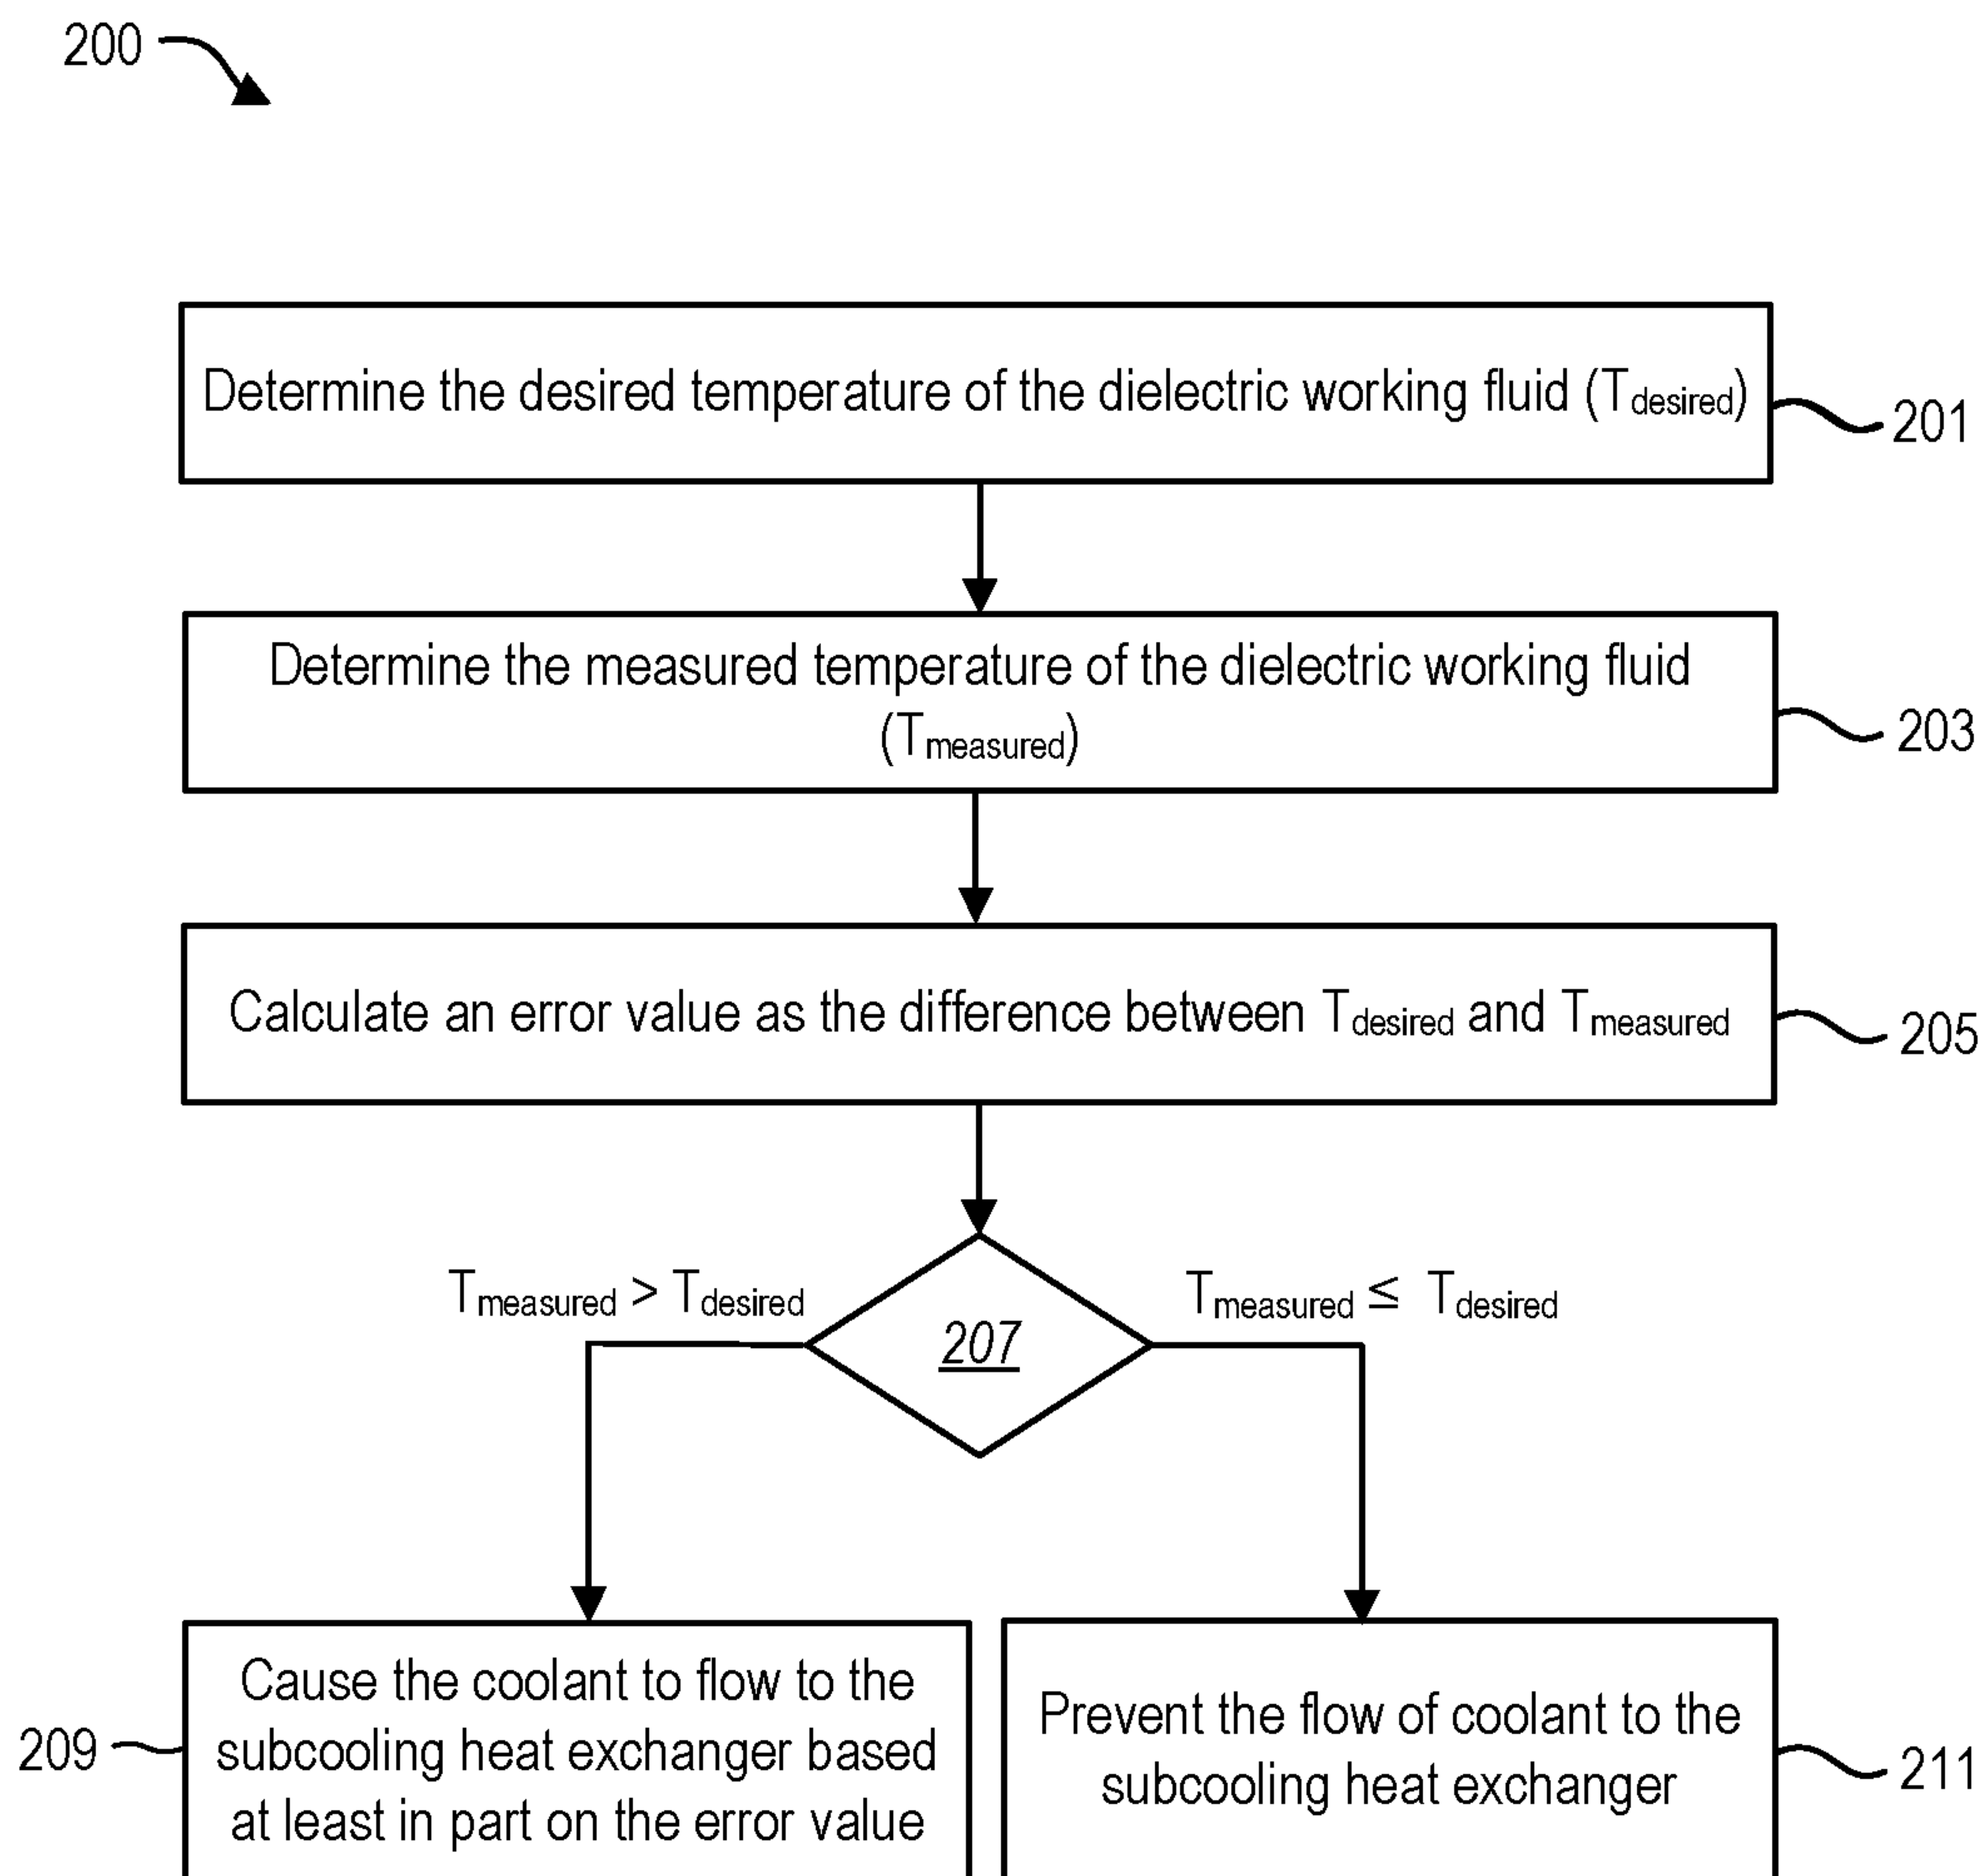 200
Determine the desired temperature of the dielectric working fluid (Tdesired)
201
Determine the measured temperature of the dielectric working fluid
(Tmeasured)
203
Calculate an error value as the difference between Tdesired and Tmeasured
205
Tmeasured > Tdesired
Tmeasured ≤ Tdesired
207
Cause the coolant to flow to the
subcooling heat exchanger based
at least in part on the error value
209
Prevent the flow of coolant to the
subcooling heat exchanger
211